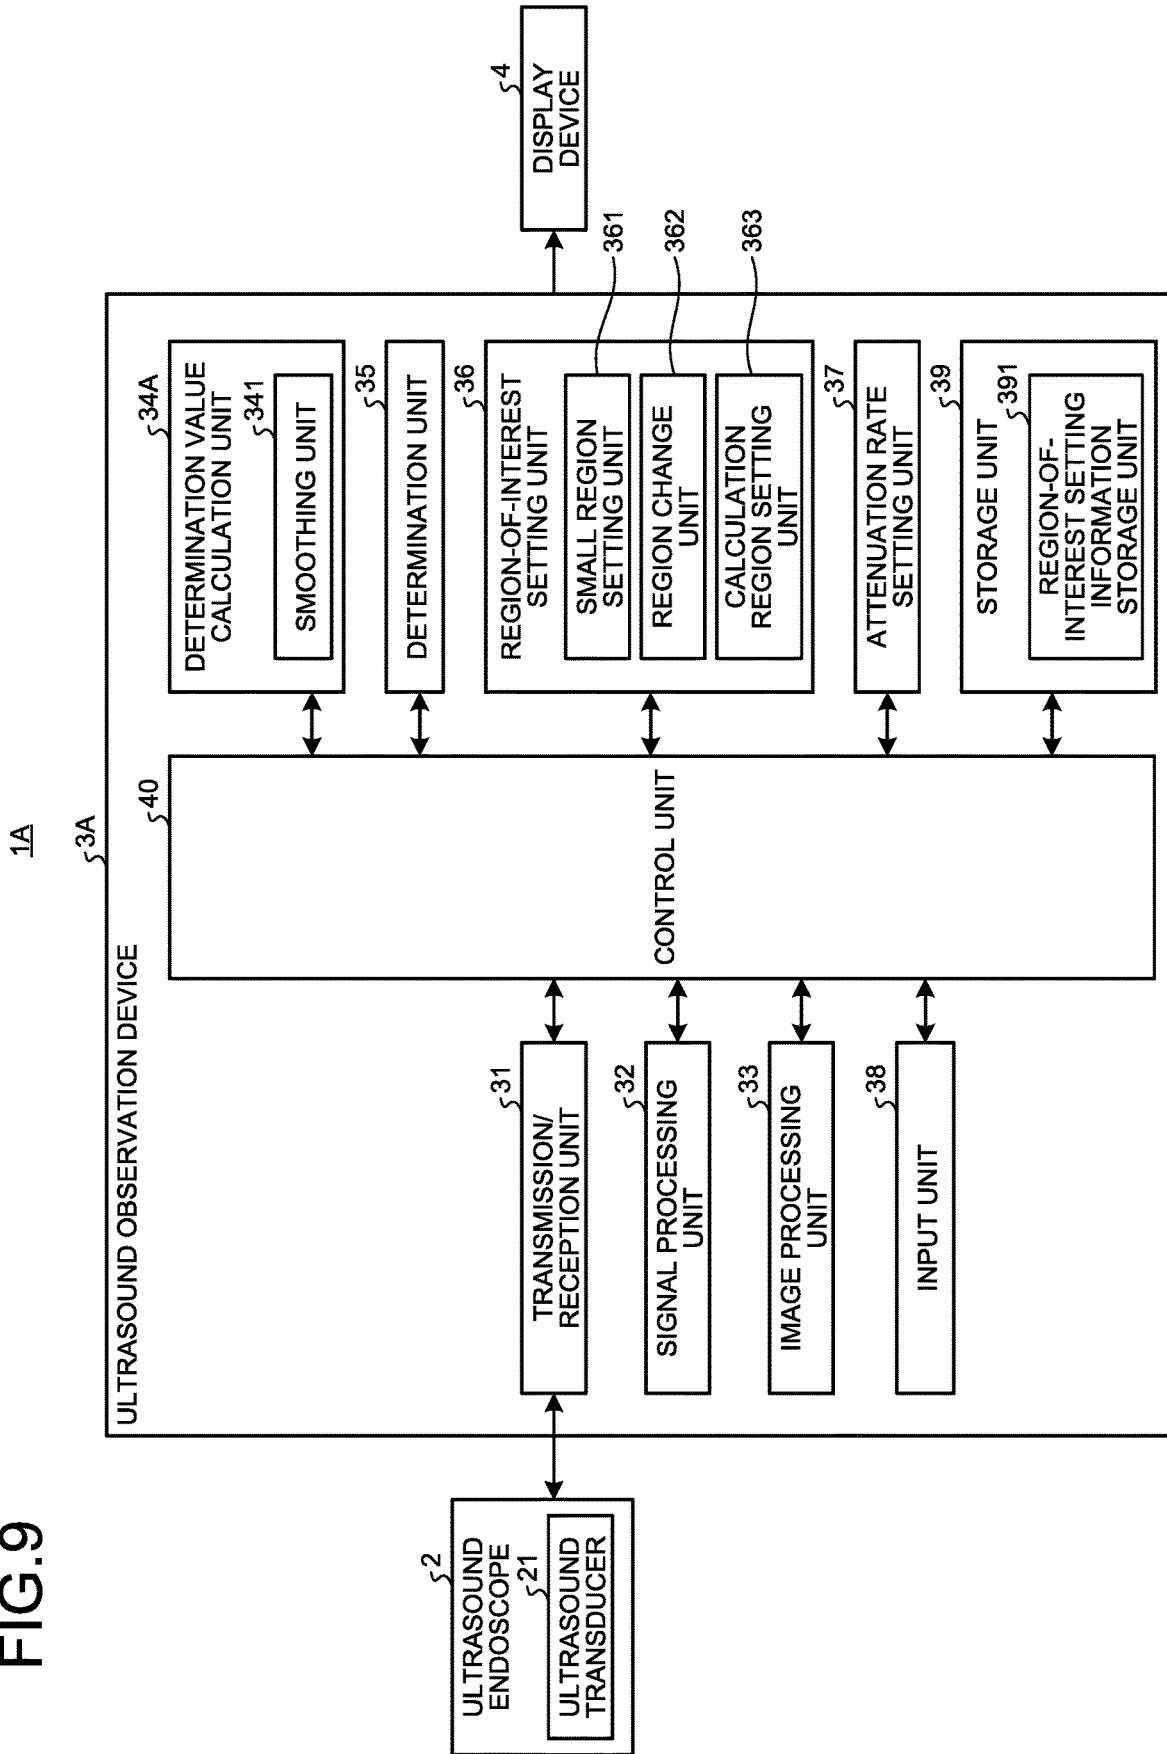 FIG.9
1A
3A
ULTRASOUND OBSERVATION DEVICE
2
ULTRASOUND
ENDOSCOPE
21
ULTRASOUND
TRANSDUCER
31
TRANSMISSION/
RECEPTION UNIT
32
SIGNAL PROCESSING
UNIT
33
IMAGE PROCESSING
UNIT
38
INPUT UNIT
40
CONTROL UNIT
34A
DETERMINATION VALUE
CALCULATION UNIT
341
SMOOTHING UNIT
35
DETERMINATION UNIT
36
REGION-OF-INTEREST
SETTING UNIT
SMALL REGION
SETTING UNIT
361
REGION CHANGE
UNIT
362
CALCULATION
REGION SETTING
UNIT
363
37
ATTENUATION RATE
SETTING UNIT
39
STORAGE UNIT
391
REGION-OF-
INTEREST SETTING
INFORMATION
STORAGE UNIT
4
DISPLAY
DEVICE